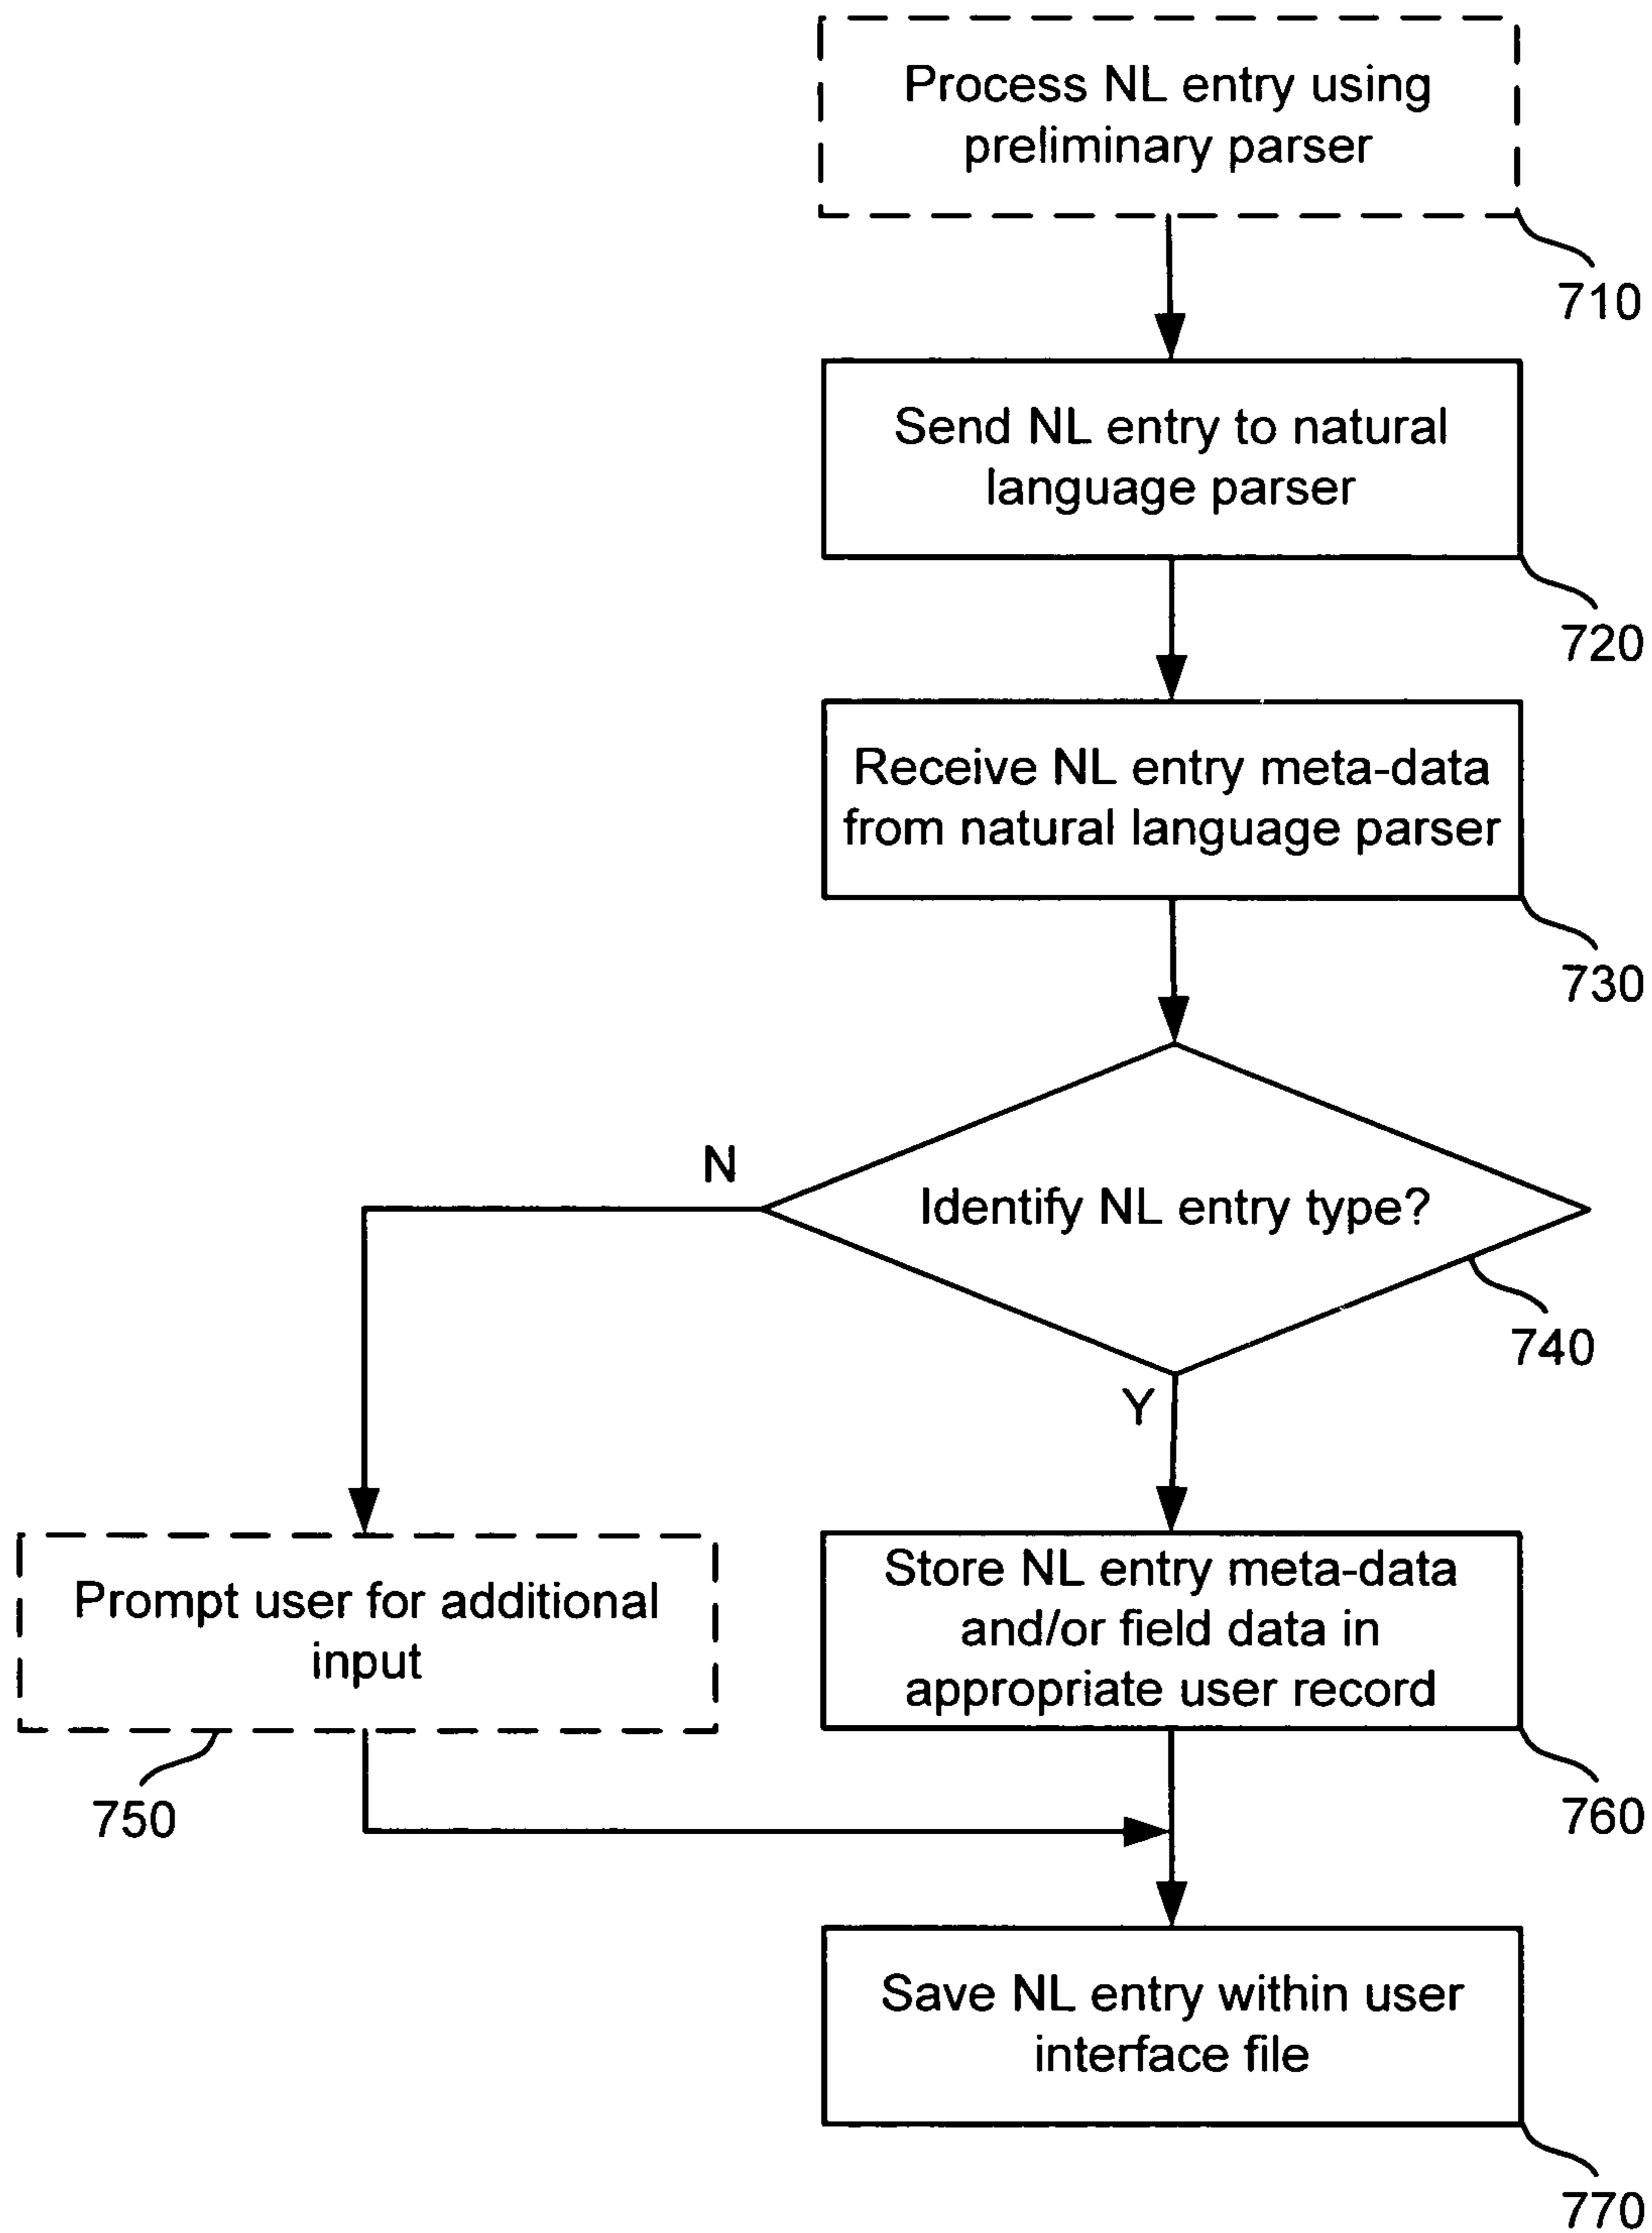 Process NL entry using
preliminary parser
710
Send NL entry to natural
language parser
720
Receive NL entry meta-data
from natural language parser
730
N
Identify NL entry type?
740
Y
Prompt user for additional
input
750
Store NL entry meta-data
and/or field data in
appropriate user record
760
Save NL entry within user
interface file
770